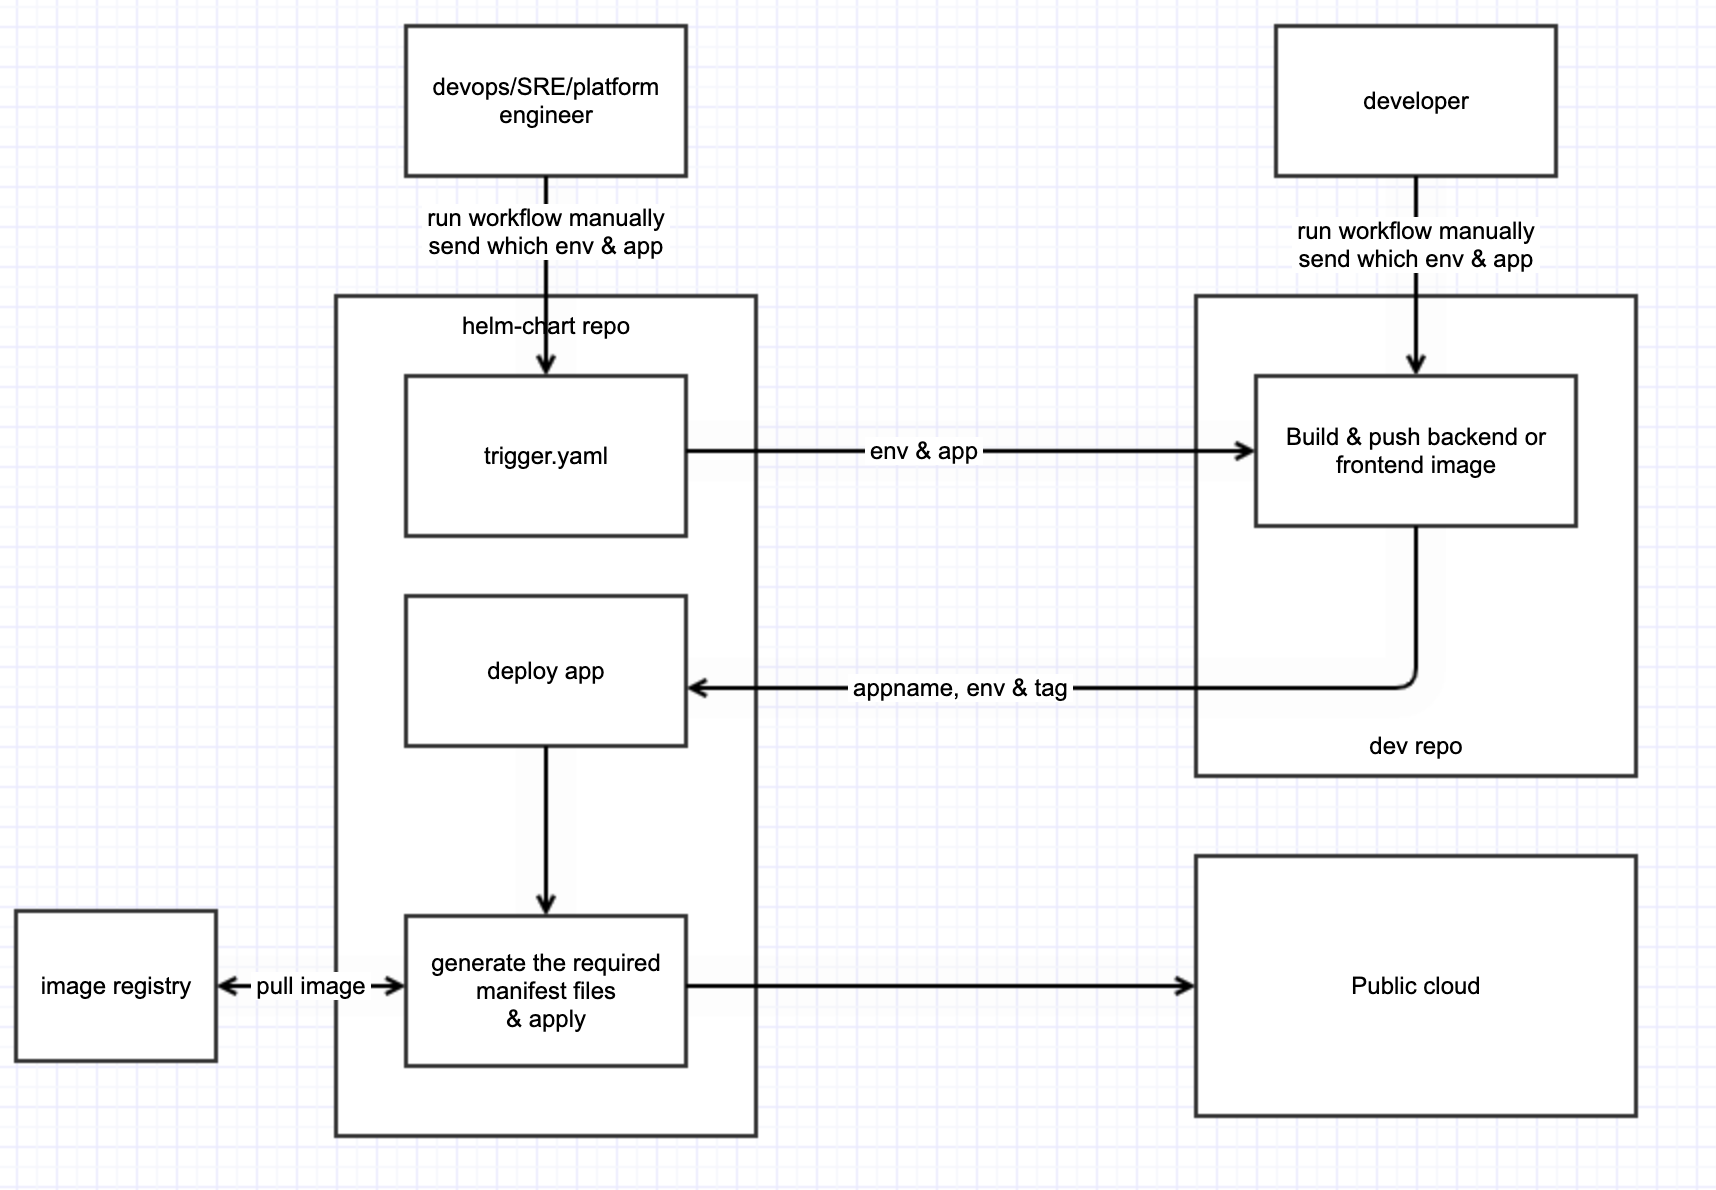 devops/SRE/platform
engineer
developer
run workflow manually
send which env & app
run workflow manually
send which env & app
helm-chart repo
trigger.yaml
env & app
Build & push backend or
frontend image
deploy app
appname, env & tag
dev repo
image registry
pull image
generate the required
manifest files
& apply
Public cloud